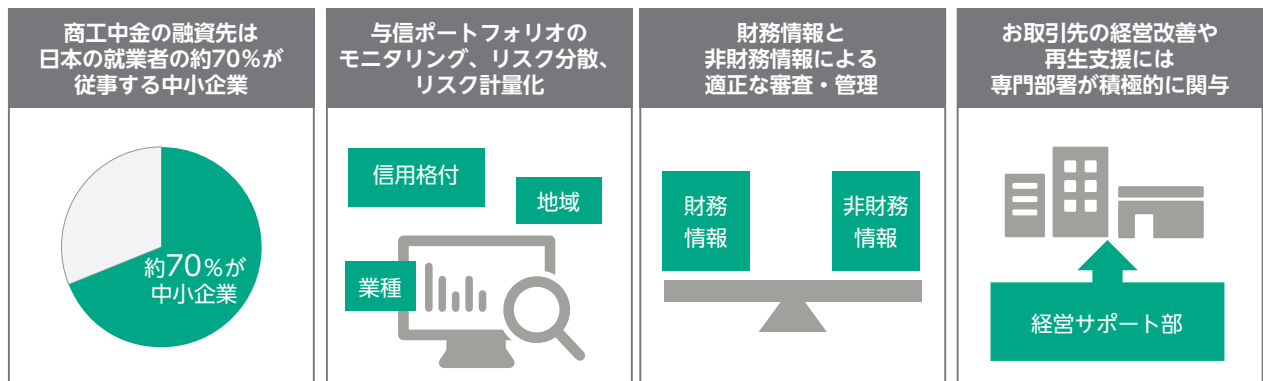 商工中金の融資先は
日本の就業者の約70%が
従事する中小企業
約70%が
中小企業
与信ポートフォリオの
モニタリング、リスク分散、
リスク計量化
信用格付
地域
業種
財務情報と
非財務情報による
適正な審査・管理
財務
情報
非財務
情報
お取引先の経営改善や
再生支援には
専門部署が積極的に関与
経営サポート部